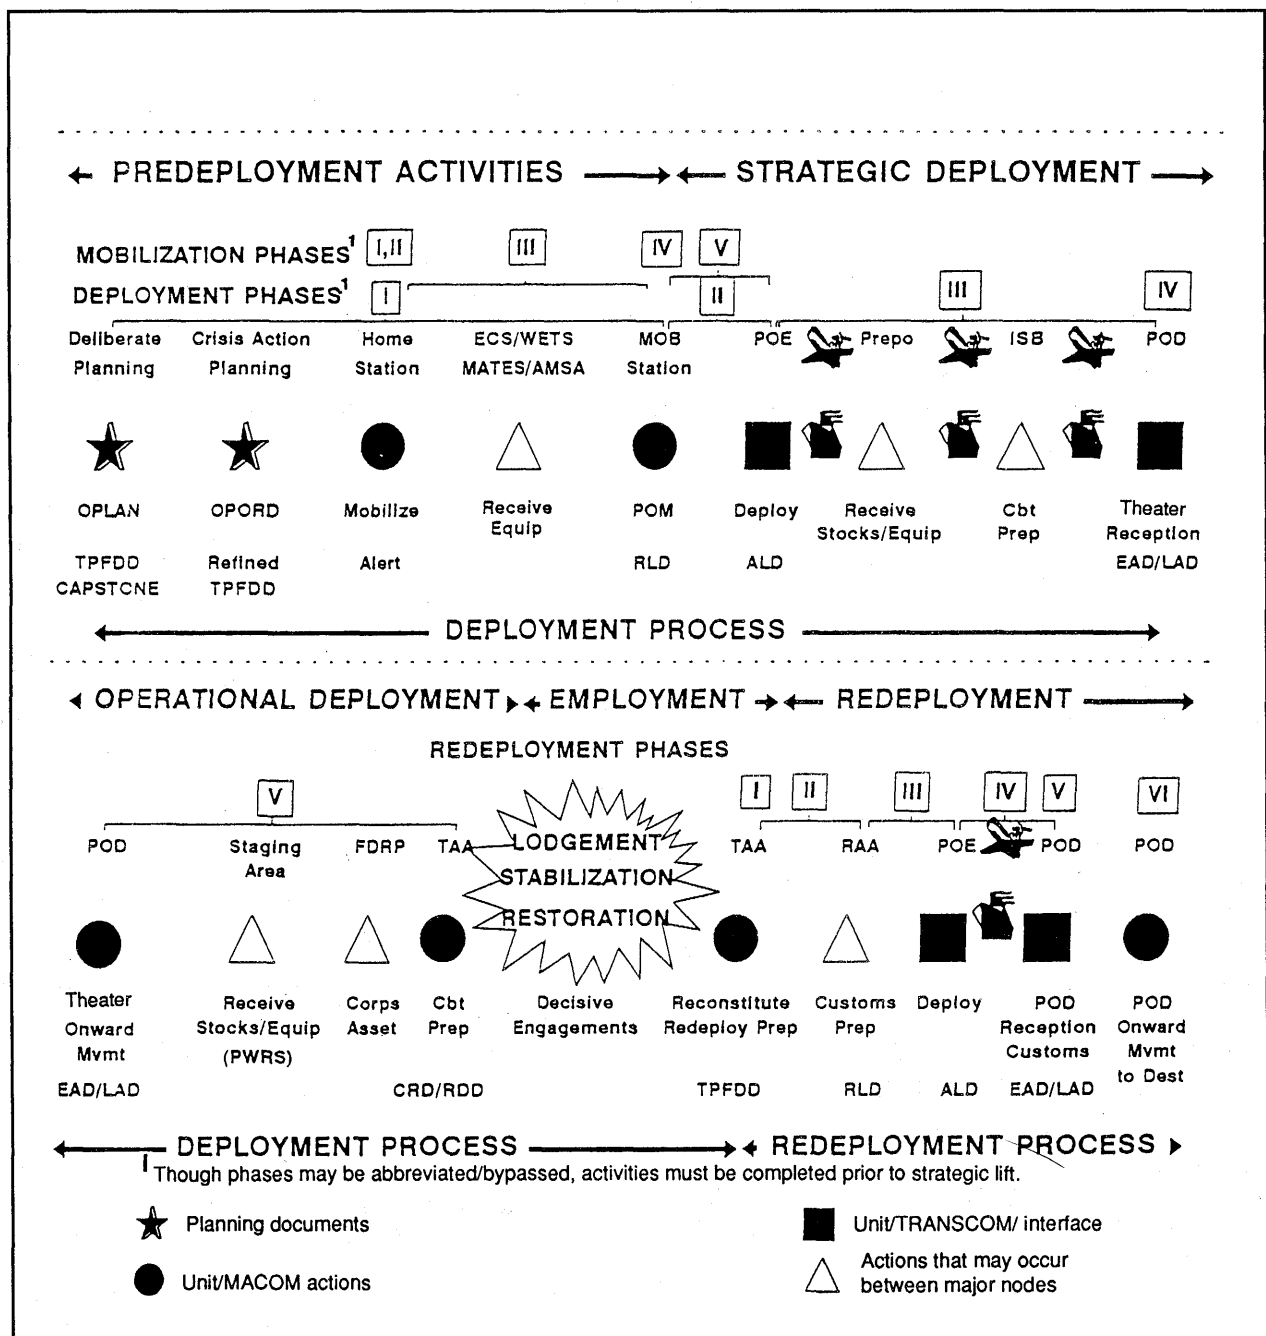 PREDEPLOYMENT ACTIVITIES STRATEGIC DEPLOYMENT
MOBILIZATION PHASES1 I,II III IV V
DEPLOYMENT PHASES1 I II III IV
Deliberate Crisis Action Home ECS/WETS MOB POE Prepo ISB POD
Planning Planning Station MATES/AMSA Station
OPLAN OPORD Mobilize Receive POM Deploy Receive Cbt Theater
Equip Stocks/Equip Prep Reception
TPFDD Refined Alert RLD ALD EAD/LAD
CAPSTCNE TPFDD
DEPLOYMENT PROCESS
OPERATIONAL DEPLOYMENT EMPLOYMENT REDEPLOYMENT
REDEPLOYMENT PHASES
V I II III IV V VI
POD Staging FDRP TAA LODGEMENT TAA RAA POE POD POD
Area
STABILIZATION
RESTORATION
Theater Receive Corps Cbt Decisive Reconstitute Customs Deploy POD POD
Onward Stocks/Equip Asset Prep Engagements Redeploy Prep Prep Reception Onward
Mvmt (PWRS) Customs Mvmt
to Dest
EAD/LAD CRD/RDD TPFDD RLD ALD EAD/LAD
DEPLOYMENT PROCESS REDEPLOYMENT PROCESS
1 Though phases may be abbreviated/bypassed, activities must be completed prior to strategic lift.
Planning documents Unit/TRANSCOM/ interface
Unit/MACOM actions Actions that may occur
between major nodes